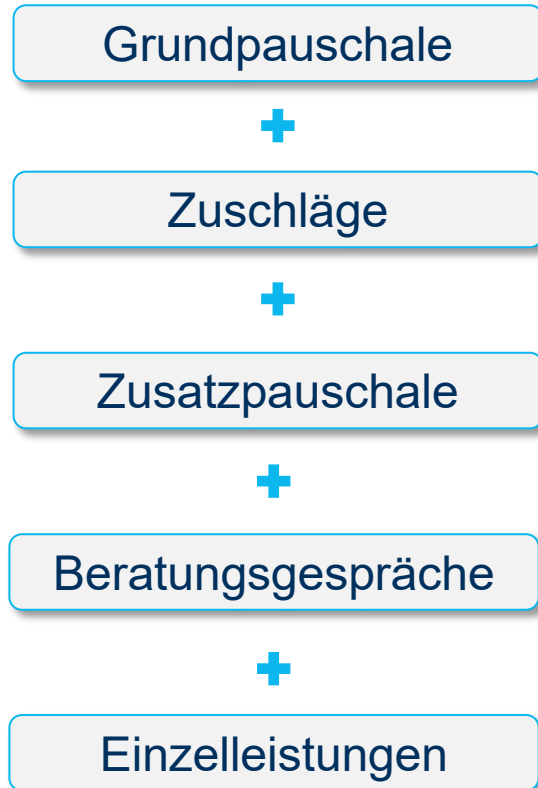 Grundpauschale
+
Zuschläge
+
Zusatzpauschale
+
Beratungsgespräche
+
Einzelleistungen